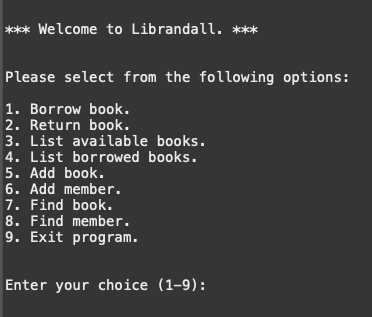 *** Welcome to Librandall. ***
Please select from the following options:
1. Borrow book.
2. Return book.
3. List available books.
4. List borrowed books.
5. Add book.
6. Add member.
7. Find book.
8. Find member.
9. Exit program.
Enter your choice (1-9):